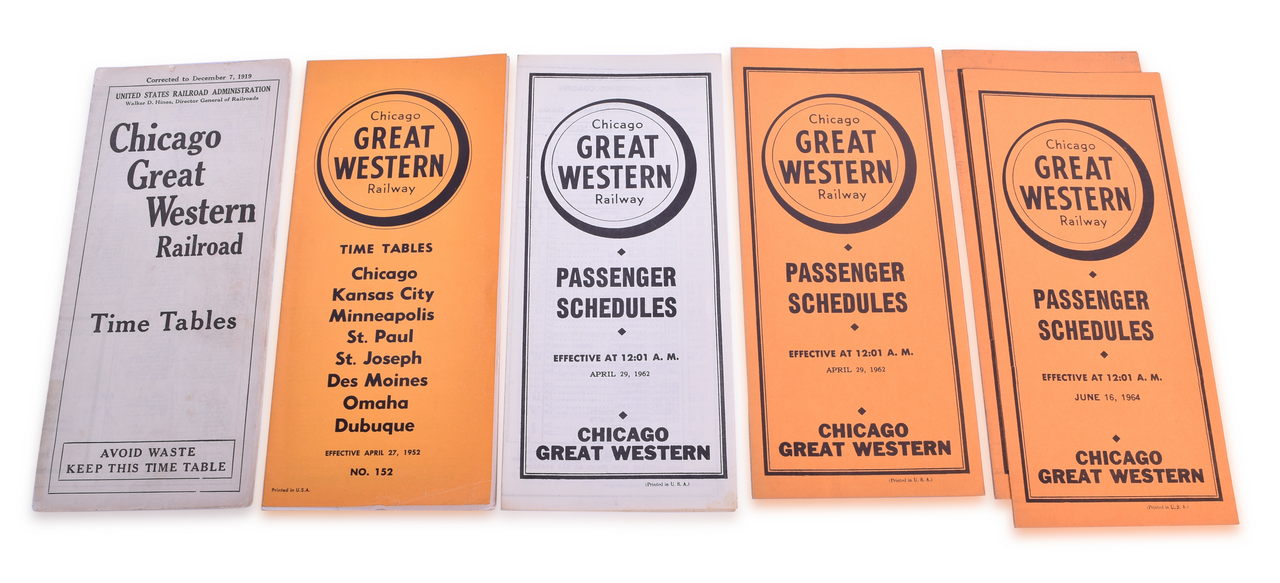 Corrected to December 7, 1919
UNITED STATES RAILROAD ADMINISTRATION
Walker D. Hines, Director General of Railroads
Chicago
Great
Western
Railroad
Time Tables
AVOID WASTE
KEEP THIS TIME TABLE
Chicago
GREAT
WESTERN
Railway
TIME TABLES
Chicago
Kansas City
Minneapolis
St. Paul
St. Joseph
Des Moines
Omaha
Dubuque
EFFECTIVE APRIL 27, 1952
NO. 152
Printed in U.S.A.
Chicago
GREAT
WESTERN
Railway
PASSENGER
SCHEDULES
EFFECTIVE AT 12:01 A. M.
APRIL 29, 1962
CHICAGO
GREAT WESTERN
(Printed in U. S. A.)
Chicago
GREAT
WESTERN
Railway
PASSENGER
SCHEDULES
EFFECTIVE AT 12:01 A. M.
APRIL 29, 1962
CHICAGO
GREAT WESTERN
(Printed in U. S. A.)
Chicago
GREAT
WESTERN
Railway
PASSENGER
SCHEDULES
EFFECTIVE AT 12:01 A. M.
JUNE 16, 1964
CHICAGO
GREAT WESTERN
(Printed in U. S. A.)